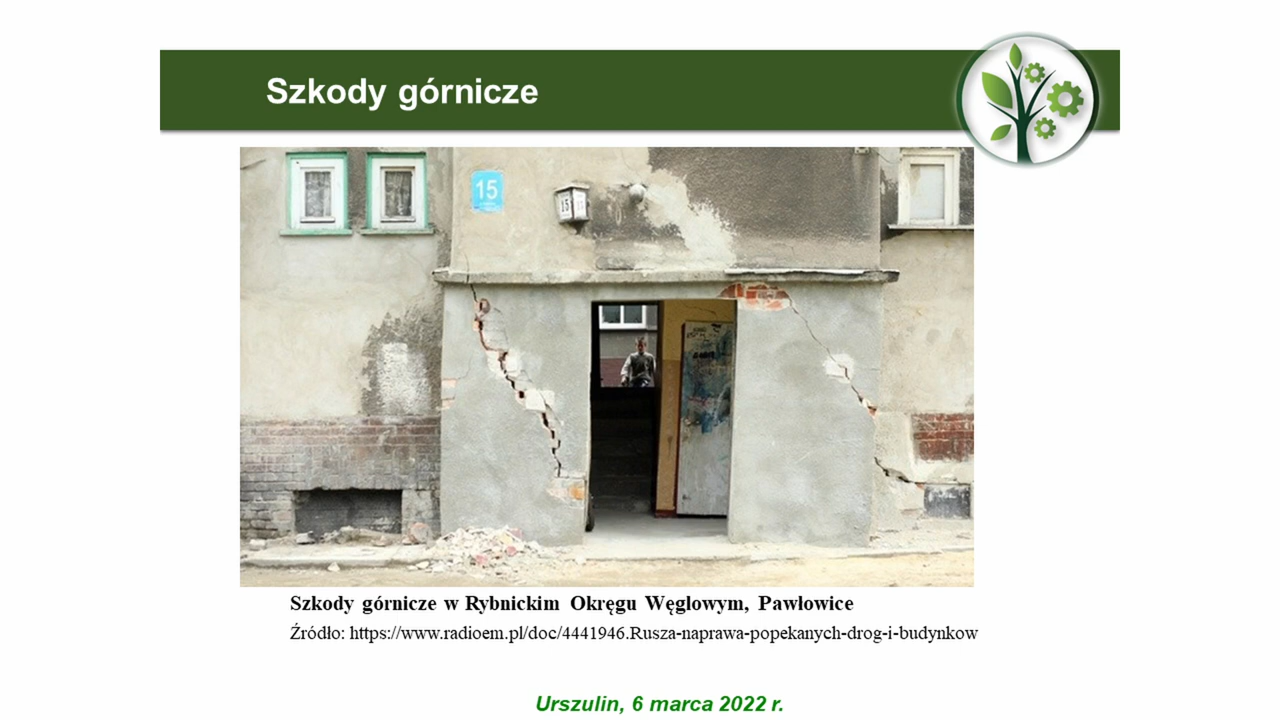 Szkody górnicze
15
15
Szkody górnicze w Rybnickim Okręgu Węglowym, Pawłowice
Źródło: https://www.radioem.pl/doc/4441946.Rusza-naprawa-popekanych-drog-i-budynkow
Urszulin, 6 marca 2022 r.